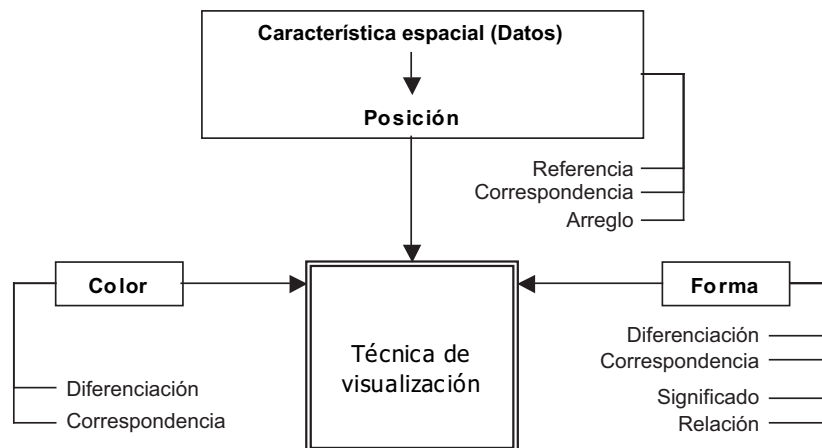 Característica espacial (Datos)
Posición
Referencia
Correspondencia
Arreglo
Color
Forma
Técnica de
visualización
Diferenciación
Correspondencia
Diferenciación
Correspondencia
Significado
Relación